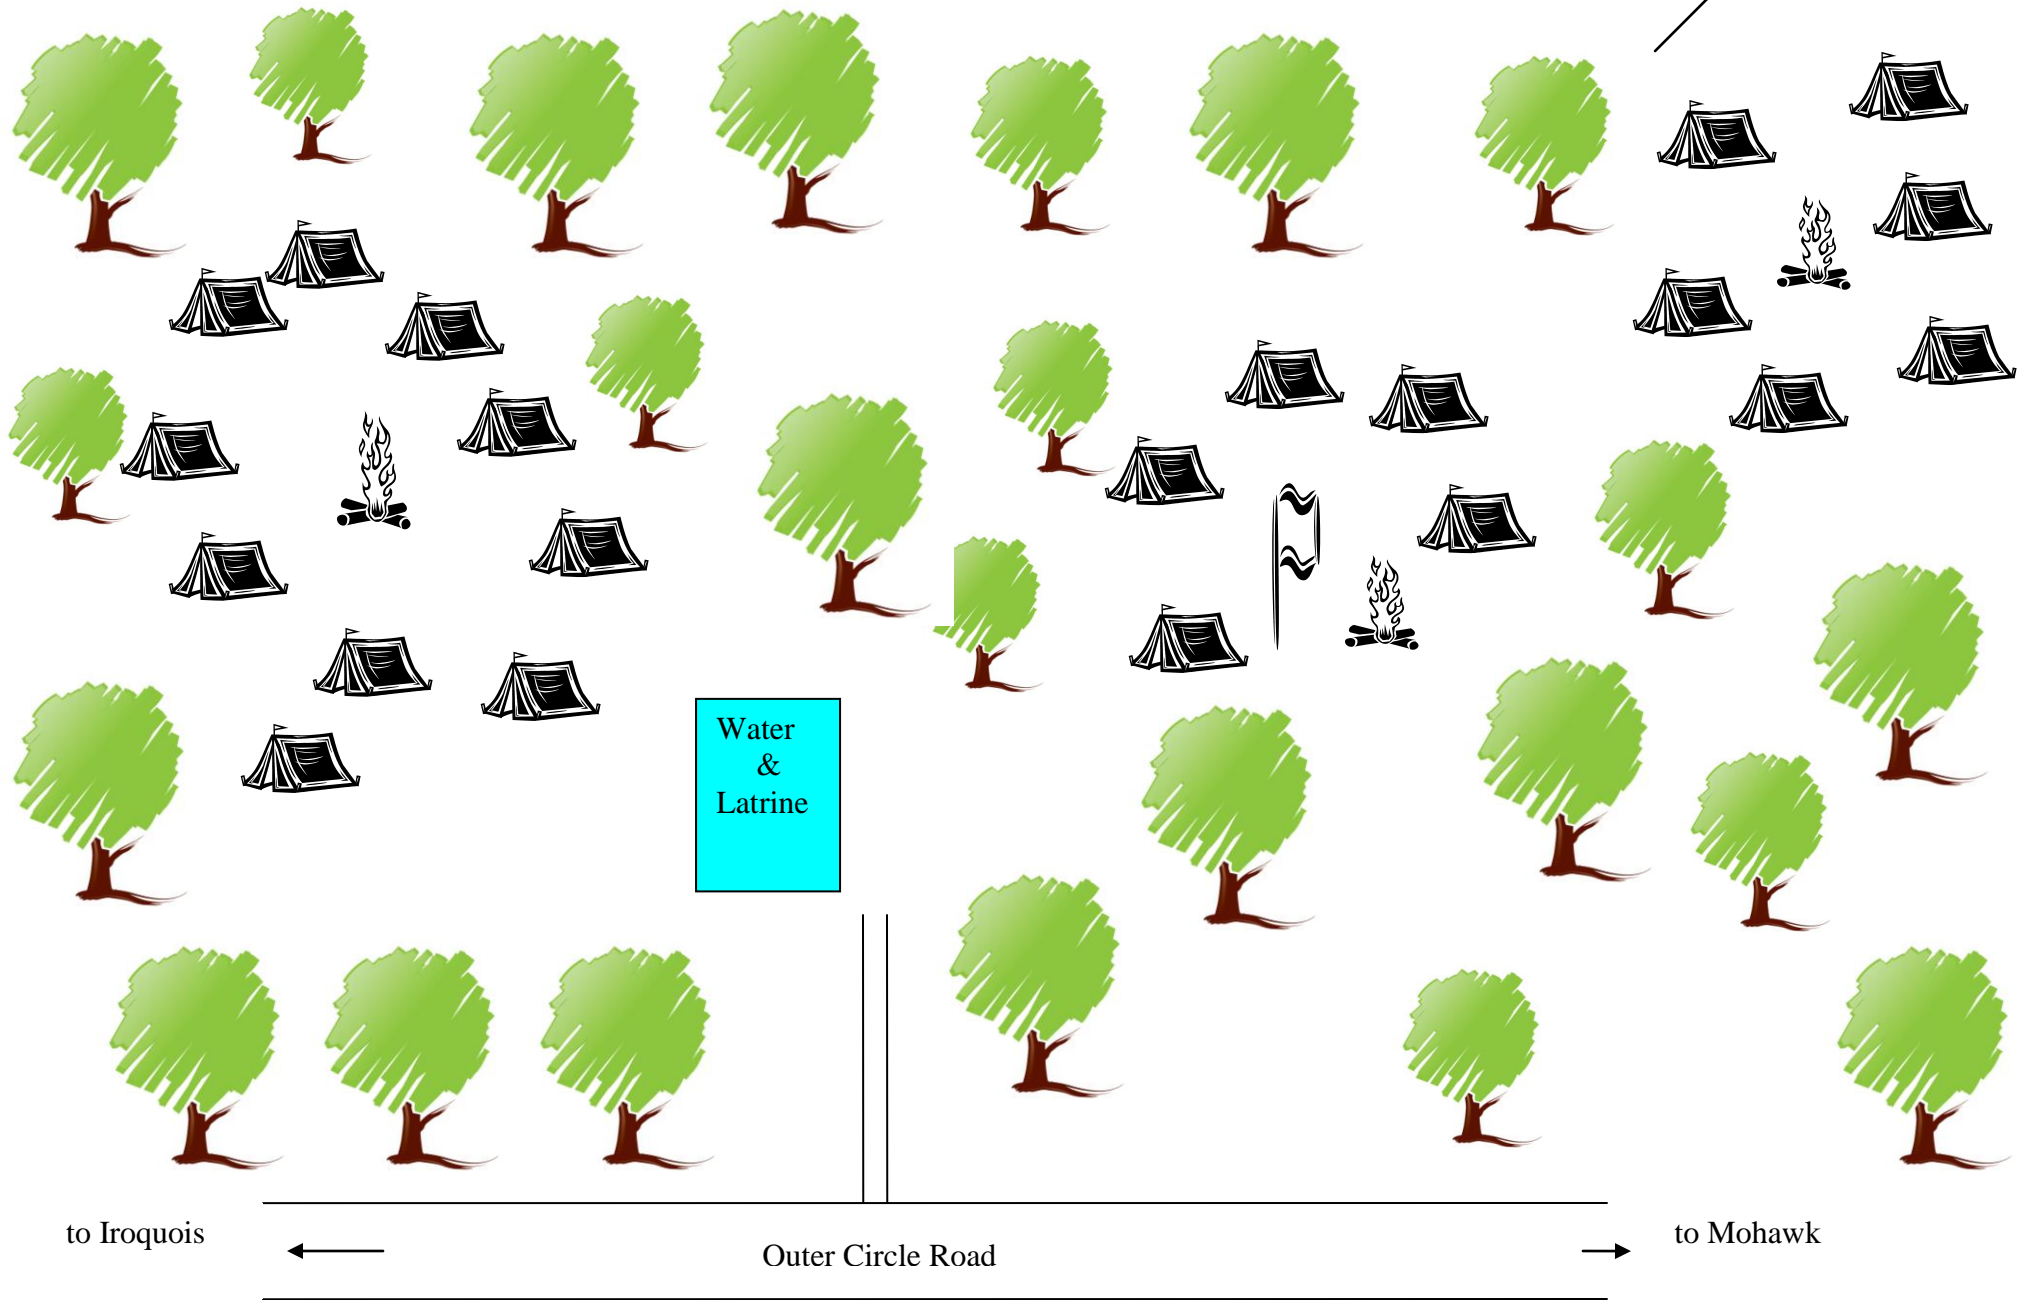 Water
&
Latrine
to Iroquois
Outer Circle Road
to Mohawk